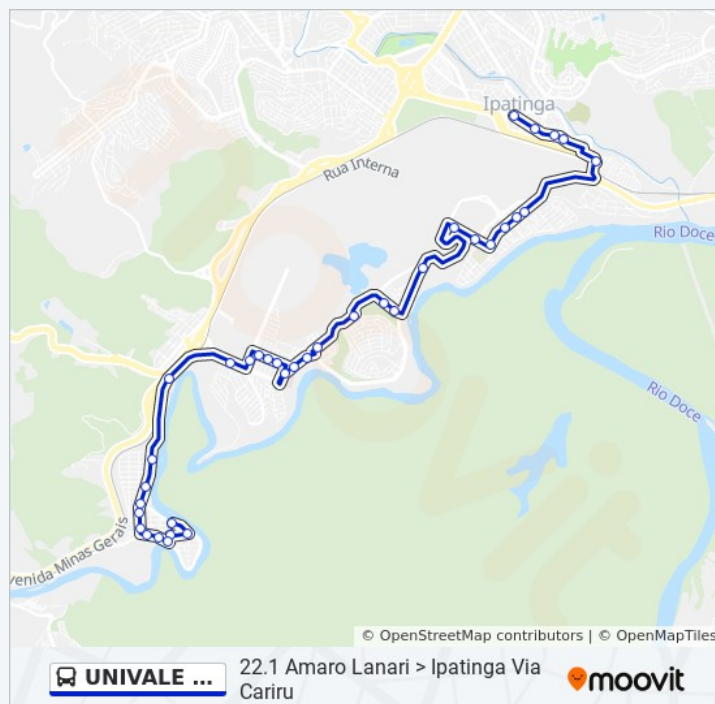 Ipatinga
Rua Interna
Rio Doce
Rio Doce
venida Minas Gerais
© OpenStreetMap contributors | © OpenMapTiles
UNIVALE ...
22.1 Amaro Lanari > Ipatinga Via
Cariru
moovit